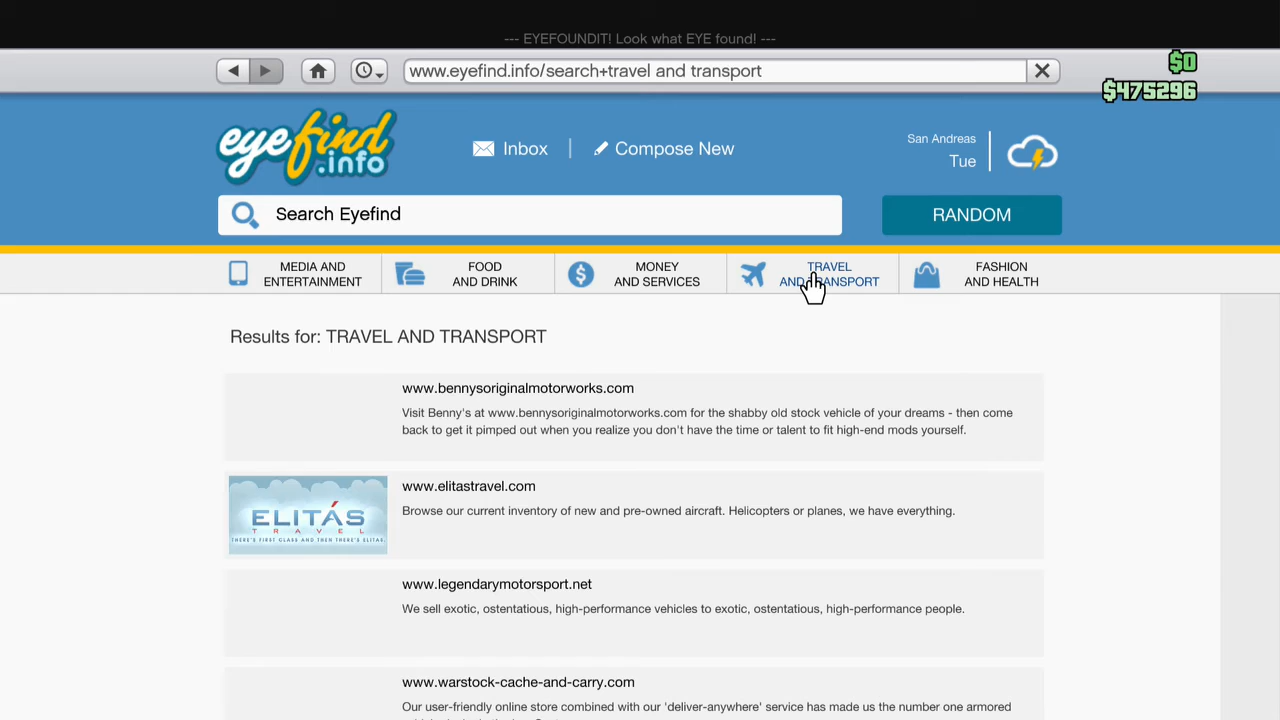 --- EYEFOUNDIT! Look what EYE found! ---
www.eyefind.info/search+travel and transport
$0
$475296
eyefind
.info
Inbox
Compose New
San Andreas
Tue
Search Eyefind
RANDOM
MEDIA AND
ENTERTAINMENT
FOOD
AND DRINK
MONEY
AND SERVICES
TRAVEL
AND TRANSPORT
FASHION
AND HEALTH
Results for: TRAVEL AND TRANSPORT
www.bennysoriginalmotorworks.com
Visit Benny's at www.bennysoriginalmotorworks.com for the shabby old stock vehicle of your dreams - then come
back to get it pimped out when you realize you don't have the time or talent to fit high-end mods yourself.
ELITÁS
TRAVEL
THERE'S FIRST CLASS AND THEN THERE'S ELITAS
www.elitastravel.com
Browse our current inventory of new and pre-owned aircraft. Helicopters or planes, we have everything.
www.legendarymotorsport.net
We sell exotic, ostentatious, high-performance vehicles to exotic, ostentatious, high-performance people.
www.warstock-cache-and-carry.com
Our user-friendly online store combined with our 'deliver-anywhere' service has made us the number one armored